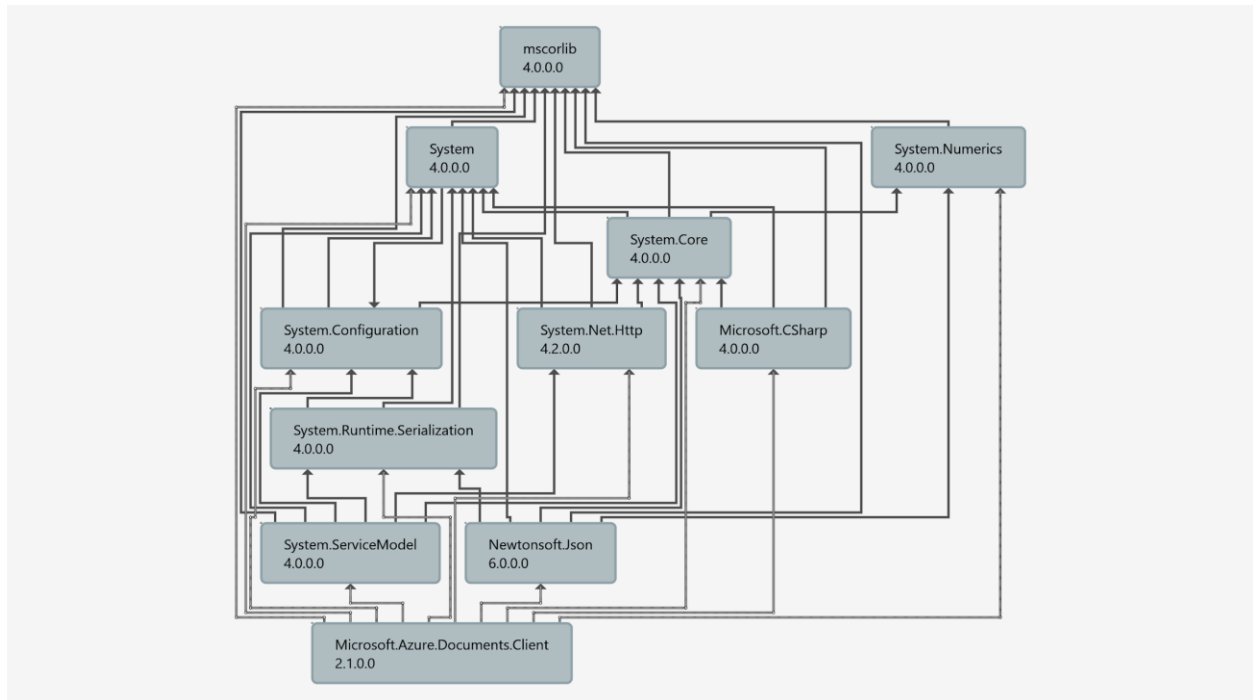 mscorlib
4.0.0.0
System
4.0.0.0
System.Numerics
4.0.0.0
System.Core
4.0.0.0
System.Configuration
4.0.0.0
System.Net.Http
4.2.0.0
Microsoft.CSharp
4.0.0.0
System.Runtime.Serialization
4.0.0.0
System.ServiceModel
4.0.0.0
Newtonsoft.Json
6.0.0.0
Microsoft.Azure.Documents.Client
2.1.0.0